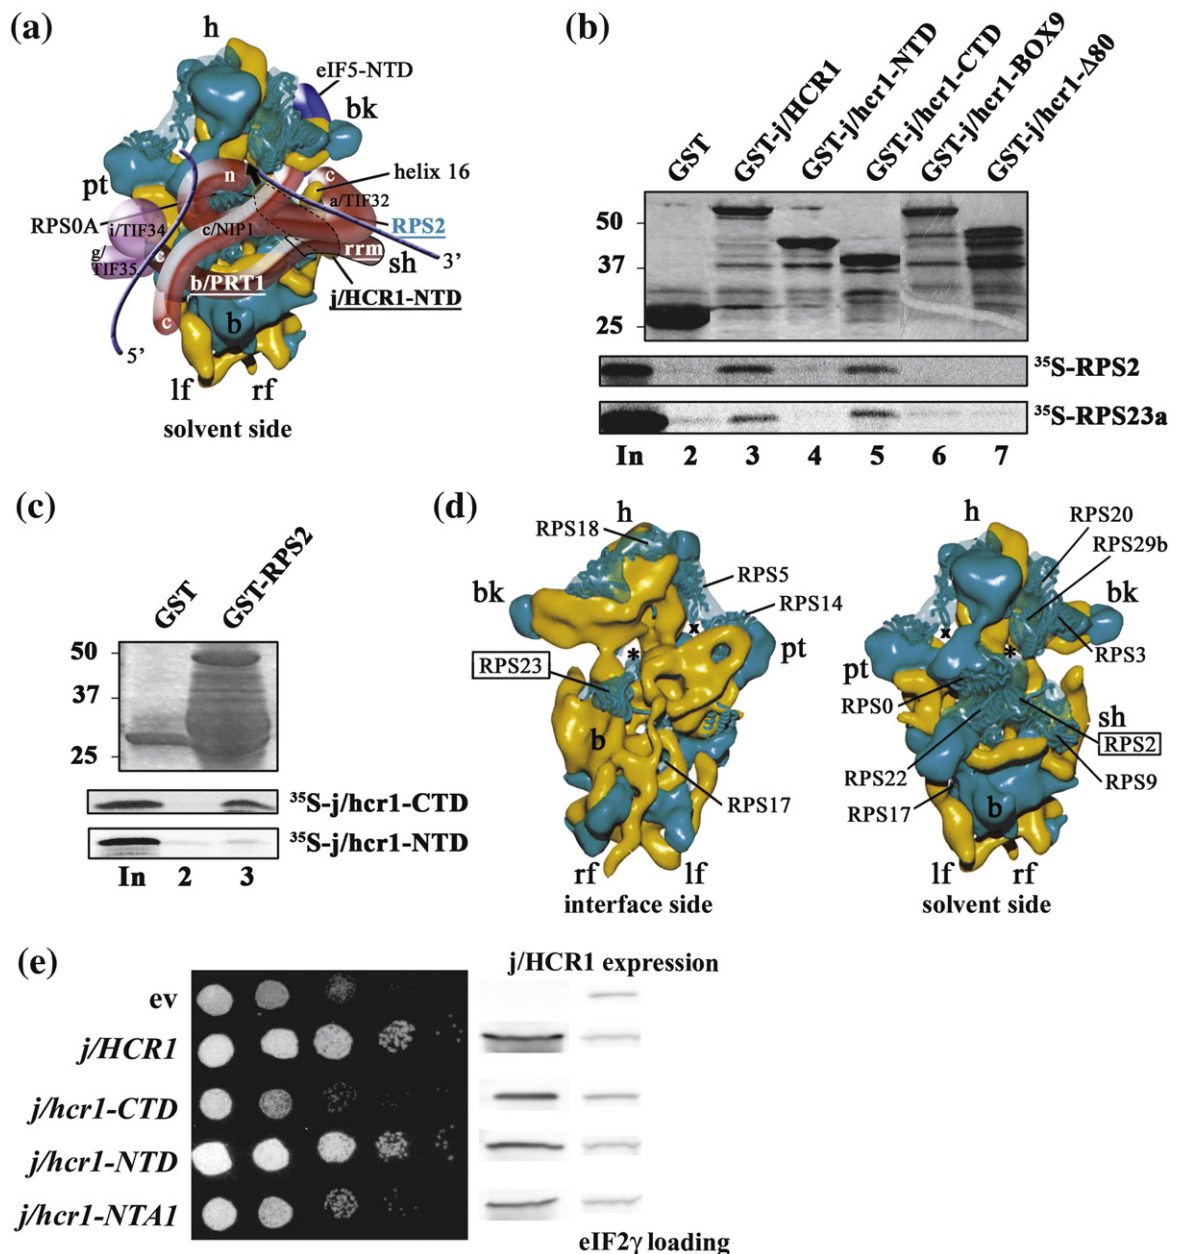 (a)
h
eIF5-NTD
bk
helix 16
pt
n
c
a/TIF32
RPS0A
i/TIF34
c/NIP1
RPS2
g/
TIF35
e
rrm
sh
3'
b/PRT1
j/HCR1-NTD
c
b
5'
lf
rf
solvent side
(b)
GST
GST-j/HCR1
GST-j/hcr1-NTD
GST-j/hcr1-CTD
GST-j/hcr1-BOX9
GST-j/hcr1-Δ80
50
37
25
³⁵S-RPS2
³⁵S-RPS23a
In 2 3 4 5 6 7
(c)
GST
GST-RPS2
50
37
25
³⁵S-j/hcr1-CTD
³⁵S-j/hcr1-NTD
In 2 3
(d)
h
RPS18
bk
RPS5
RPS14
x
*
pt
RPS23
b
RPS17
rf
lf
interface side
h
RPS20
RPS29b
bk
x
*
RPS3
pt
RPS0
sh
RPS2
RPS22
RPS9
RPS17
b
lf
rf
solvent side
(e)
j/HCR1 expression
ev
j/HCR1
j/hcr1-CTD
j/hcr1-NTD
j/hcr1-NTA1
eIF2γ loading